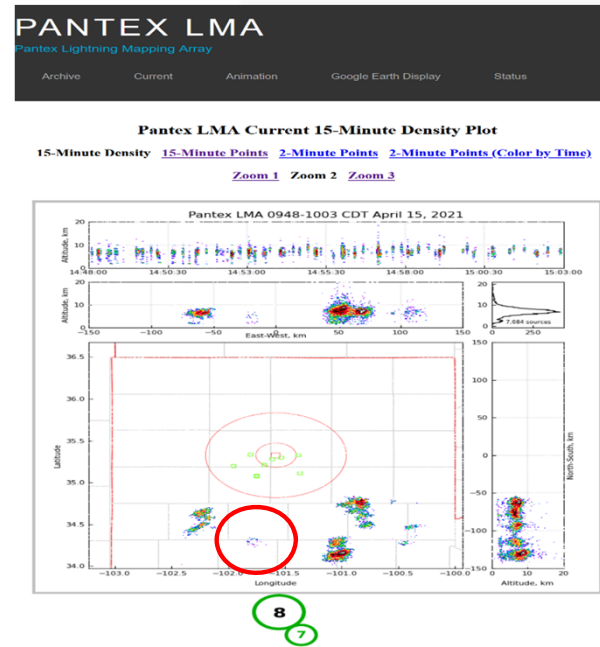 PANTEX LMA
Pantex Lightning Mapping Array
Archive Current Animation Google Earth Display Status
Pantex LMA Current 15-Minute Density Plot
15-Minute Density 15-Minute Points 2-Minute Points 2-Minute Points (Color by Time)
Zoom 1 Zoom 2 Zoom 3
Pantex LMA 0948-1003 CDT April 15, 2021
20
10
0
Altitude, km
14:48:00 14:50:30 14:53:00 14:55:30 14:58:00 15:00:30 15:03:00
20
10
0
Altitude, km
−150 −100 −50 0 50 100 150
East-West, km
20
10
0
7,684 sources
0 250
36.5
36.0
35.5
35.0
34.5
34.0
Latitude
−103.0 −102.5 −102.0 −101.5 −101.0 −100.5 −100.0
Longitude
150
100
50
0
−50
−100
−150
North-South, km
0 10 20
Altitude, km
8
7